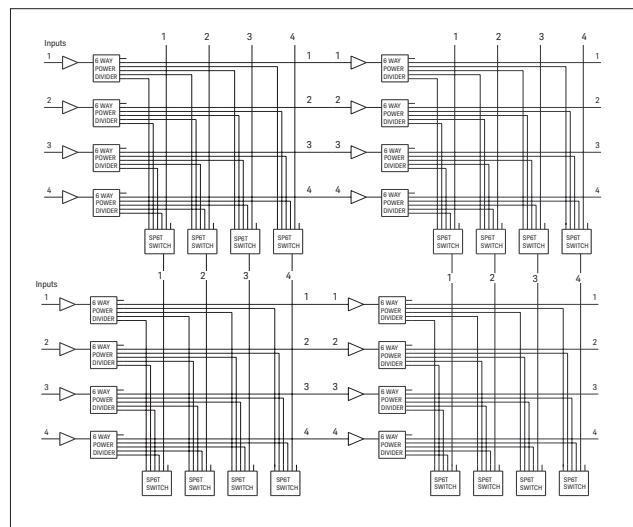 1 2 3 4 1 2 3 4
Inputs
1 6 WAY POWER DIVIDER 1 1 6 WAY POWER DIVIDER 1
2 6 WAY POWER DIVIDER 2 2 6 WAY POWER DIVIDER 2
3 6 WAY POWER DIVIDER 3 3 6 WAY POWER DIVIDER 3
4 6 WAY POWER DIVIDER 4 4 6 WAY POWER DIVIDER 4
SP6T SWITCH SP6T SWITCH SP6T SWITCH SP6T SWITCH SP6T SWITCH SP6T SWITCH SP6T SWITCH SP6T SWITCH
1 2 3 4 1 2 3 4
Inputs
1 6 WAY POWER DIVIDER 1 1 6 WAY POWER DIVIDER 1
2 6 WAY POWER DIVIDER 2 2 6 WAY POWER DIVIDER 2
3 6 WAY POWER DIVIDER 3 3 6 WAY POWER DIVIDER 3
4 6 WAY POWER DIVIDER 4 4 6 WAY POWER DIVIDER 4
SP6T SWITCH SP6T SWITCH SP6T SWITCH SP6T SWITCH SP6T SWITCH SP6T SWITCH SP6T SWITCH SP6T SWITCH